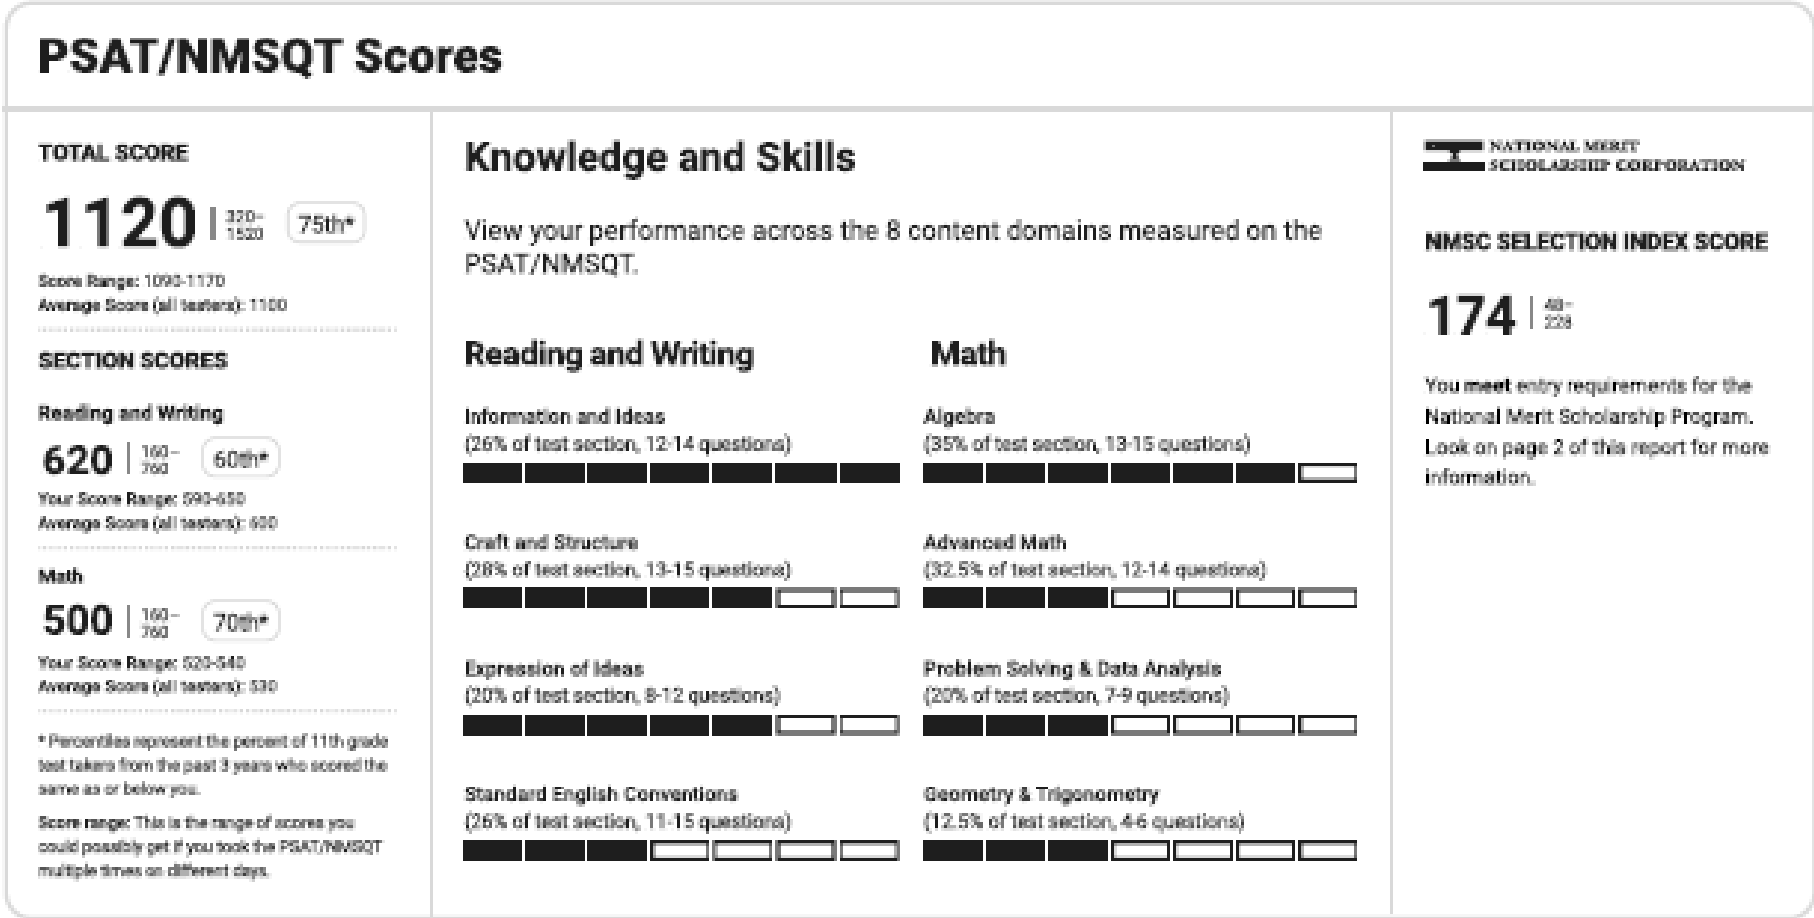 PSAT/NMSQT Scores
TOTAL SCORE
1120
320–
1520
75th*
Score Range: 1090-1170
Average Score (all testers): 1100
SECTION SCORES
Reading and Writing
620
160–
760
60th*
Your Score Range: 590-650
Average Score (all testers): 600
Math
500
160–
760
70th*
Your Score Range: 520-540
Average Score (all testers): 530
* Percentiles represent the percent of 11th grade
test takers from the past 3 years who scored the
same as or below you.
Score range: This is the range of scores you
could possibly get if you took the PSAT/NMSQT
multiple times on different days.
Knowledge and Skills
View your performance across the 8 content domains measured on the
PSAT/NMSQT.
Reading and Writing
Information and Ideas
(26% of test section, 12-14 questions)
Craft and Structure
(28% of test section, 13-15 questions)
Expression of Ideas
(20% of test section, 8-12 questions)
Standard English Conventions
(26% of test section, 11-15 questions)
Math
Algebra
(35% of test section, 13-15 questions)
Advanced Math
(32.5% of test section, 12-14 questions)
Problem Solving & Data Analysis
(20% of test section, 7-9 questions)
Geometry & Trigonometry
(12.5% of test section, 4-6 questions)
NATIONAL MERIT
SCHOLARSHIP CORPORATION
NMSC SELECTION INDEX SCORE
174
48–
228
You meet entry requirements for the
National Merit Scholarship Program.
Look on page 2 of this report for more
information.